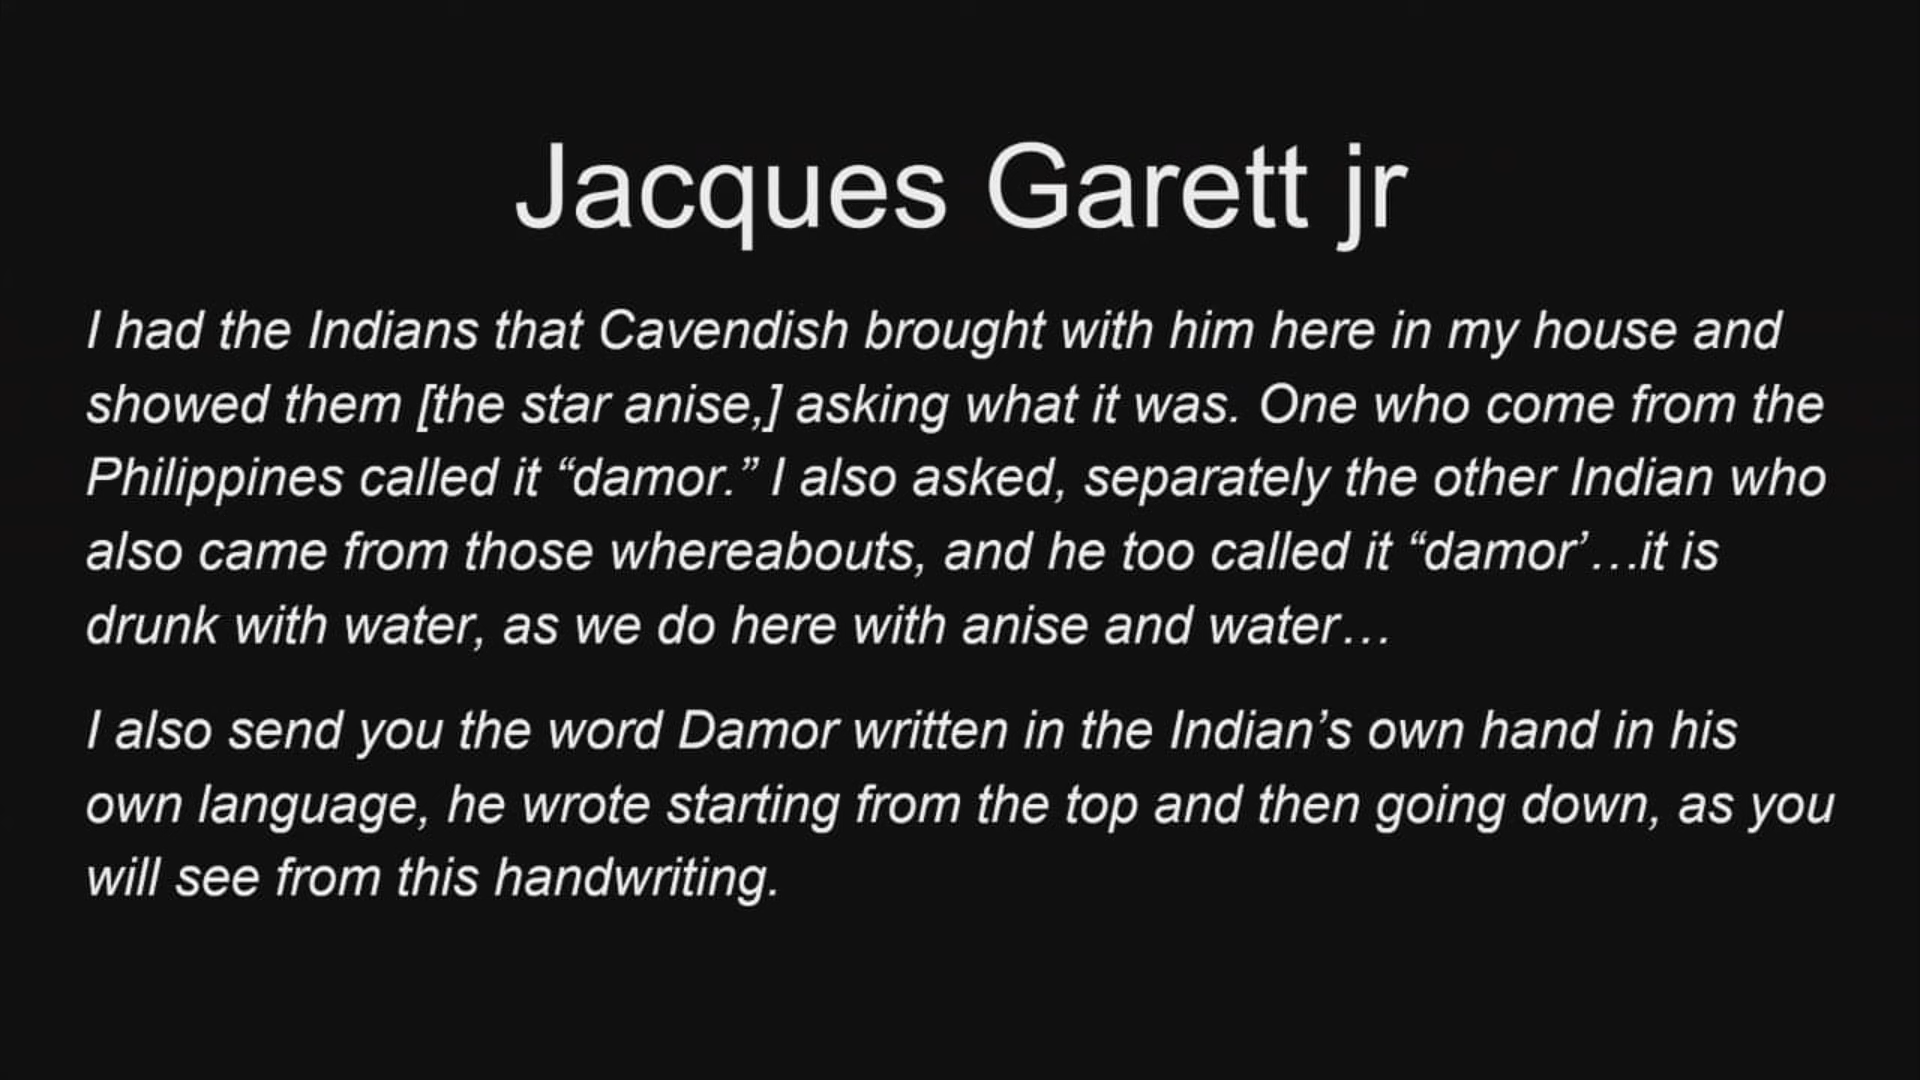 Jacques Garett jr
I had the Indians that Cavendish brought with him here in my house and
showed them [the star anise,] asking what it was. One who come from the
Philippines called it “damor.” I also asked, separately the other Indian who
also came from those whereabouts, and he too called it “damor’…it is
drunk with water, as we do here with anise and water…
I also send you the word Damor written in the Indian’s own hand in his
own language, he wrote starting from the top and then going down, as you
will see from this handwriting.